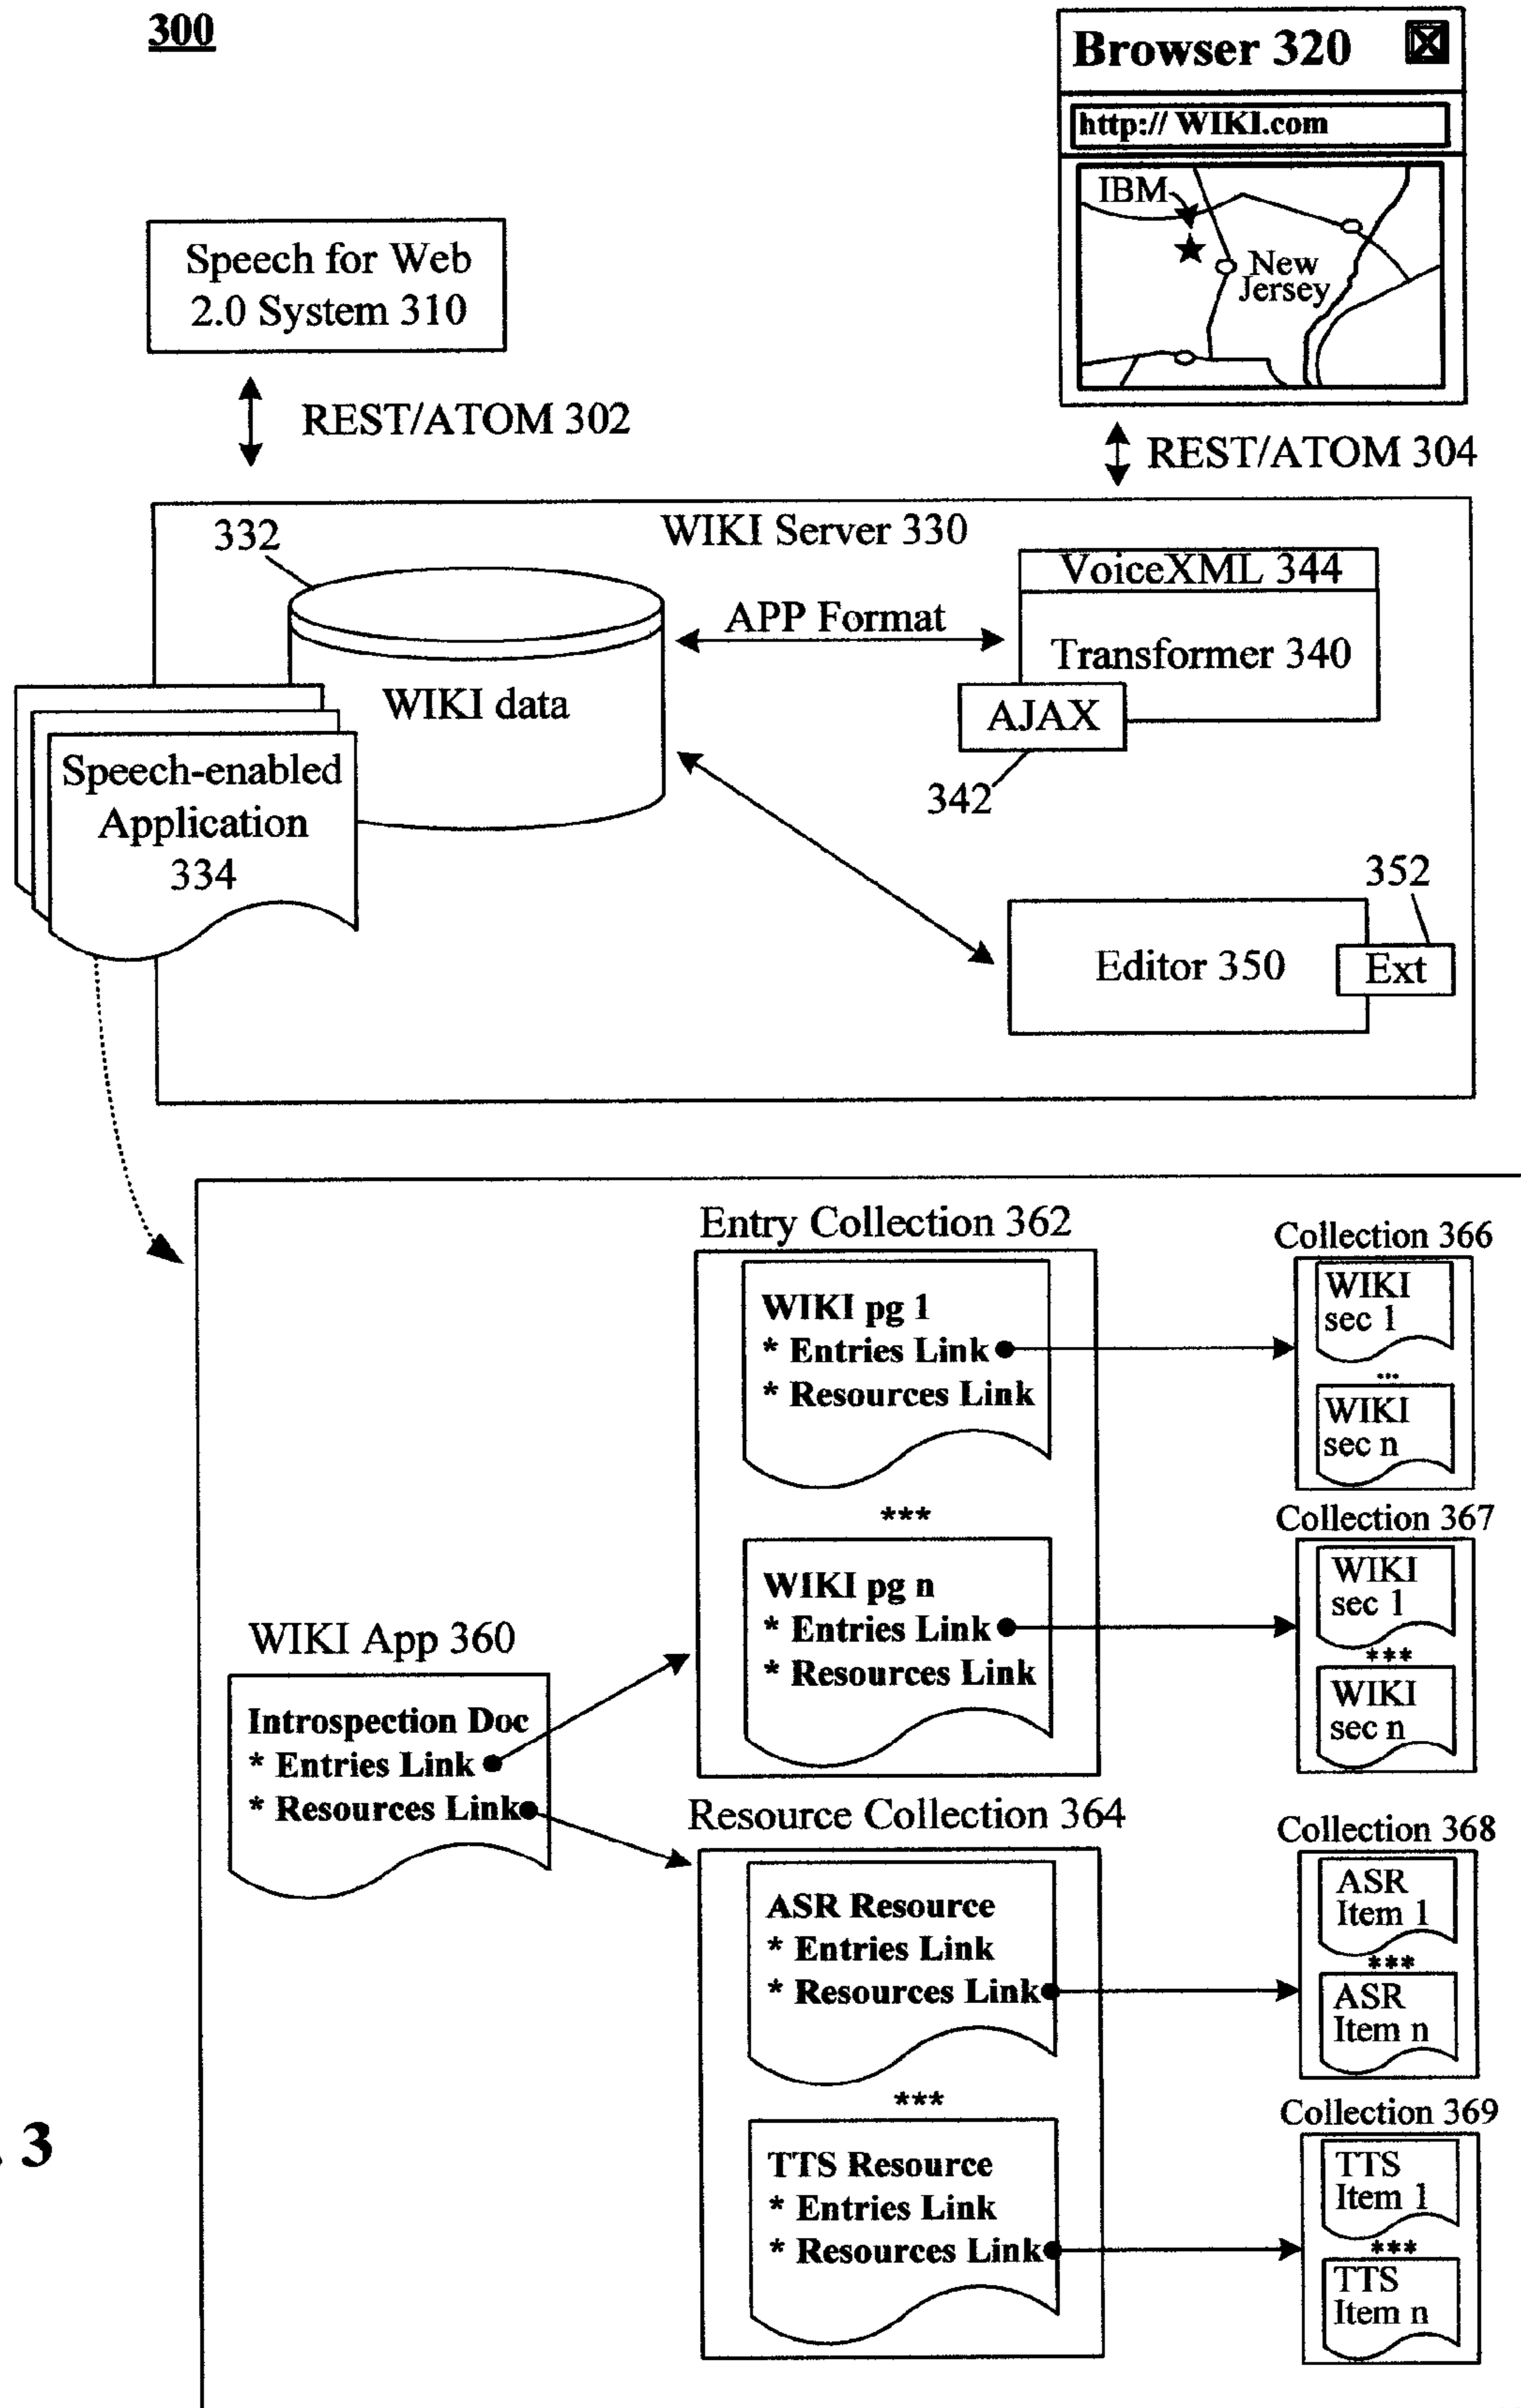 300
Browser 320
http:// WIKI.com
IBM
New
Jersey
Speech for Web
2.0 System 310
REST/ATOM 302
REST/ATOM 304
WIKI Server 330
332
WIKI data
APP Format
VoiceXML 344
Transformer 340
AJAX
342
Speech-enabled
Application
334
352
Editor 350
Ext
Entry Collection 362
WIKI pg 1
* Entries Link
* Resources Link
***
WIKI pg n
* Entries Link
* Resources Link
Collection 366
WIKI
sec 1
...
WIKI
sec n
Collection 367
WIKI
sec 1
***
WIKI
sec n
WIKI App 360
Introspection Doc
* Entries Link
* Resources Link
Resource Collection 364
ASR Resource
* Entries Link
* Resources Link
***
TTS Resource
* Entries Link
* Resources Link
Collection 368
ASR
Item 1
***
ASR
Item n
Collection 369
TTS
Item 1
***
TTS
Item n
. 3